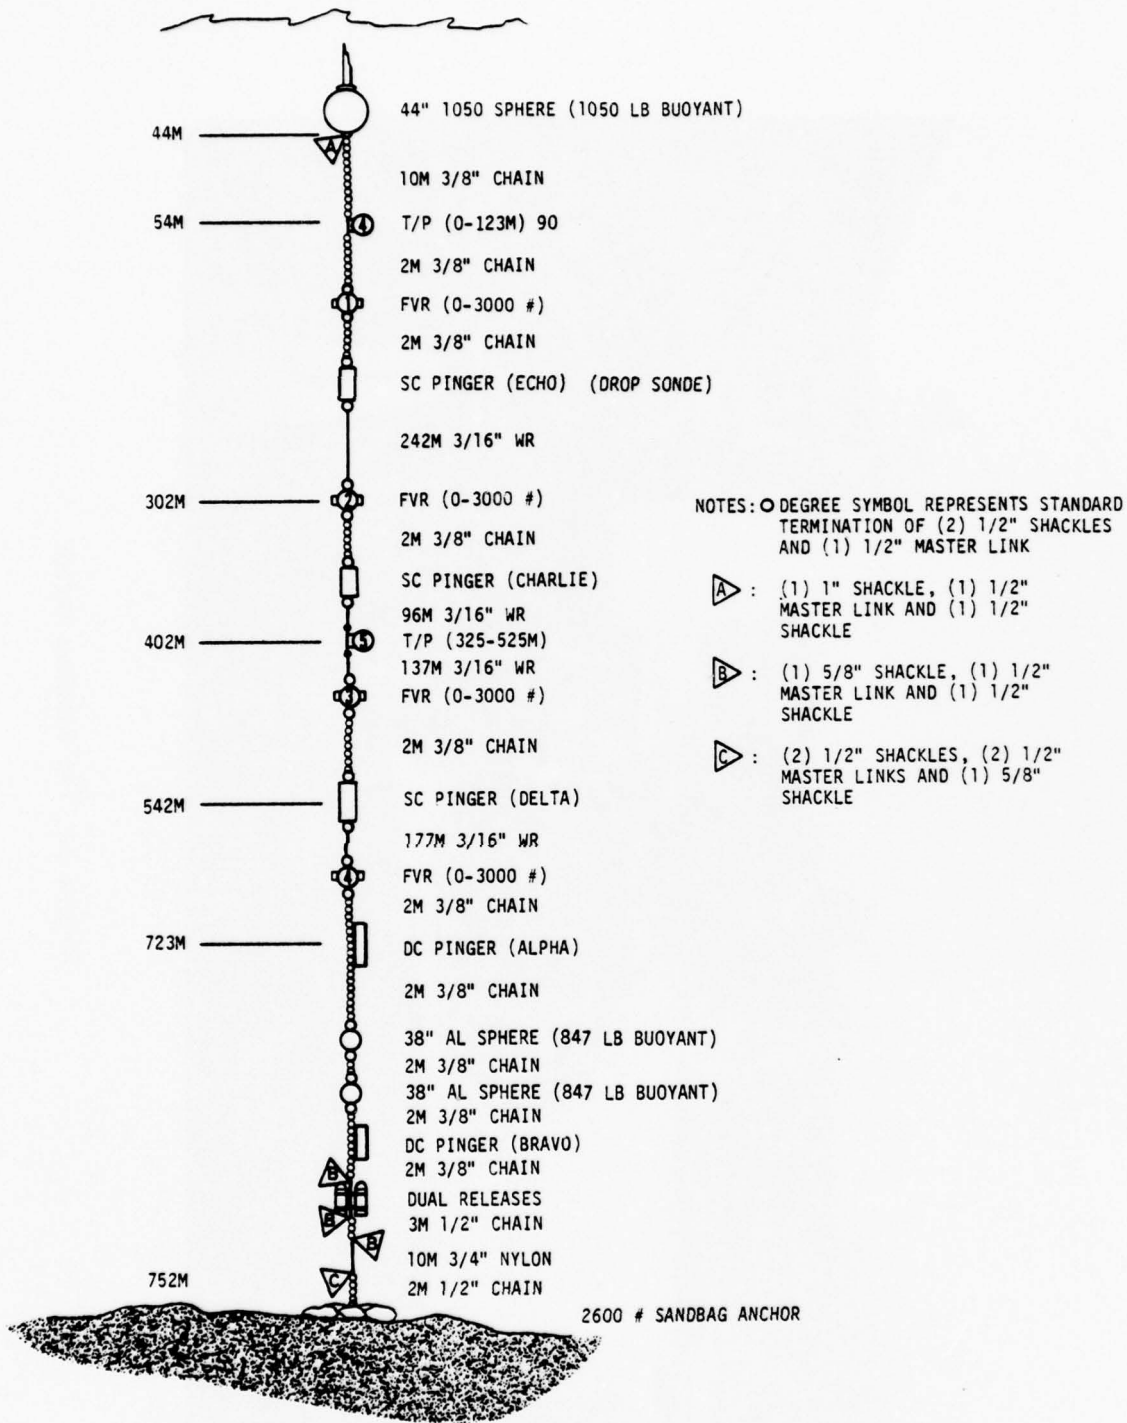 44" 1050 SPHERE (1050 LB BUOYANT)
44M
A
10M 3/8" CHAIN
54M
4
T/P (0-123M) 90
2M 3/8" CHAIN
1
FVR (0-3000 #)
2M 3/8" CHAIN
SC PINGER (ECHO) (DROP SONDE)
242M 3/16" WR
302M
2
FVR (0-3000 #)
2M 3/8" CHAIN
SC PINGER (CHARLIE)
96M 3/16" WR
402M
5
T/P (325-525M)
137M 3/16" WR
3
FVR (0-3000 #)
2M 3/8" CHAIN
542M
SC PINGER (DELTA)
177M 3/16" WR
4
FVR (0-3000 #)
2M 3/8" CHAIN
723M
DC PINGER (ALPHA)
2M 3/8" CHAIN
38" AL SPHERE (847 LB BUOYANT)
2M 3/8" CHAIN
38" AL SPHERE (847 LB BUOYANT)
2M 3/8" CHAIN
DC PINGER (BRAVO)
2M 3/8" CHAIN
B
DUAL RELEASES
B
3M 1/2" CHAIN
B
10M 3/4" NYLON
C
752M
2M 1/2" CHAIN
2600 # SANDBAG ANCHOR
NOTES: O DEGREE SYMBOL REPRESENTS STANDARD
TERMINATION OF (2) 1/2" SHACKLES
AND (1) 1/2" MASTER LINK
A : (1) 1" SHACKLE, (1) 1/2"
MASTER LINK AND (1) 1/2"
SHACKLE
B : (1) 5/8" SHACKLE, (1) 1/2"
MASTER LINK AND (1) 1/2"
SHACKLE
C : (2) 1/2" SHACKLES, (2) 1/2"
MASTER LINKS AND (1) 5/8"
SHACKLE